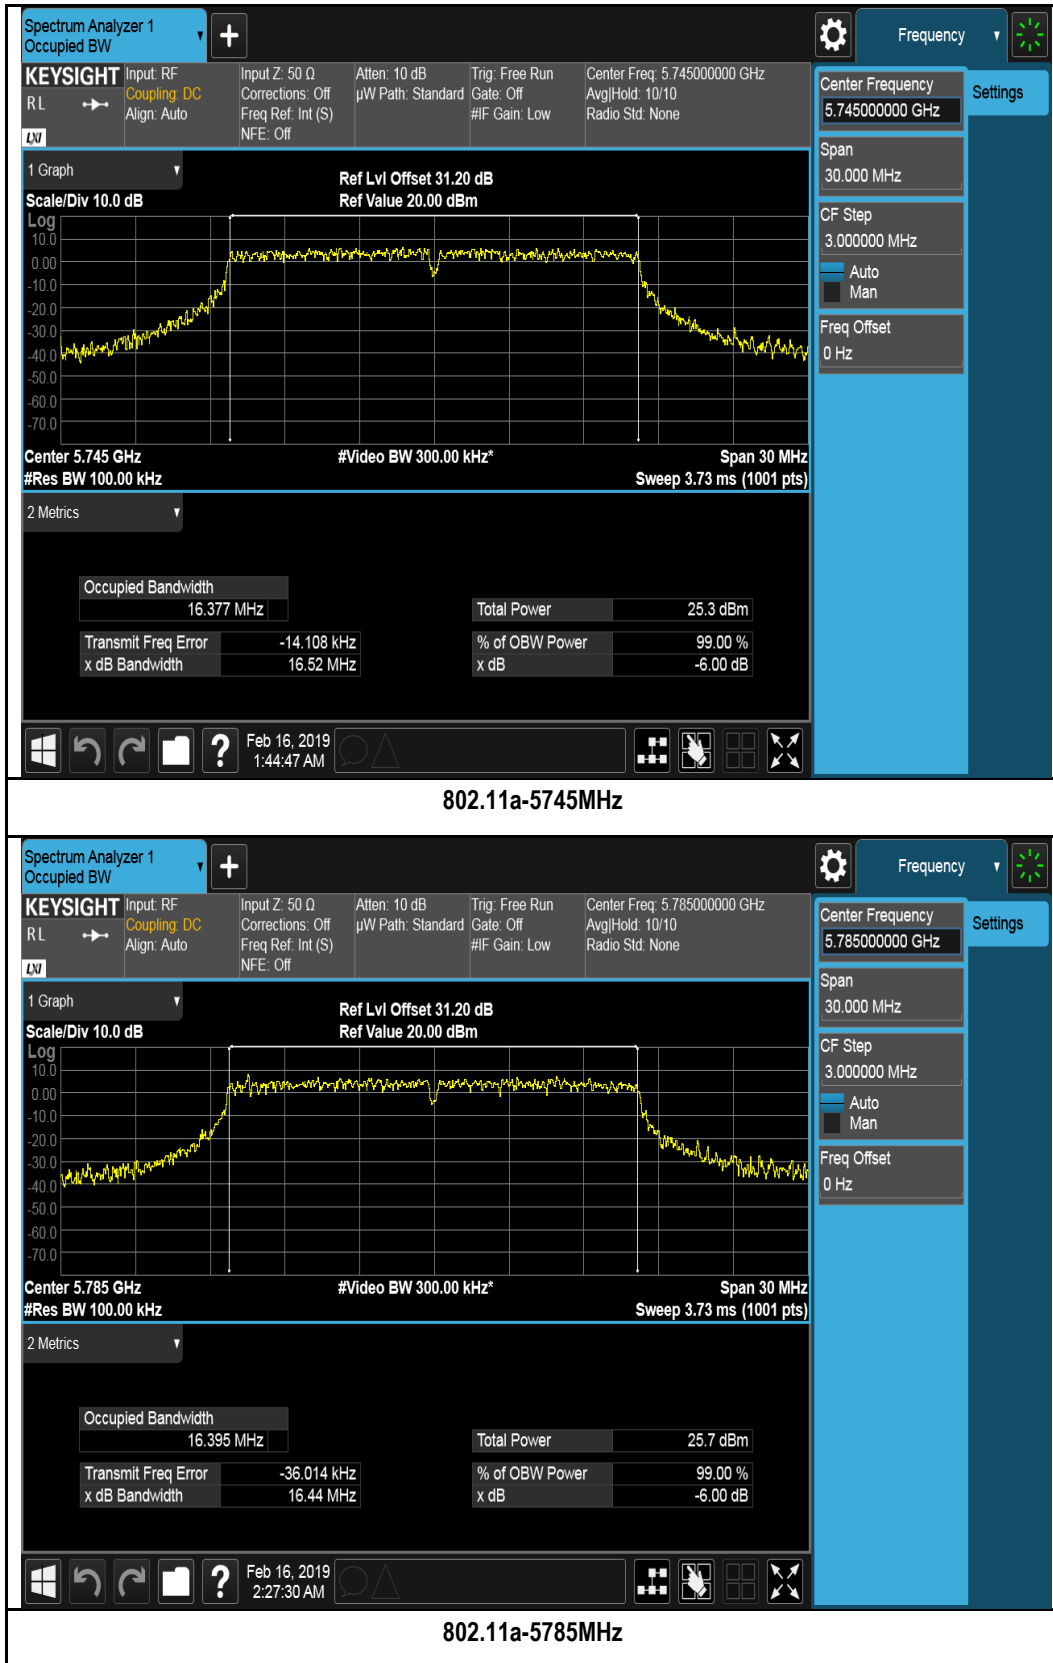 Spectrum Analyzer 1
Occupied BW
+
Frequency
KEYSIGHT
RL
LXI
Input: RF
Coupling: DC
Align: Auto
Input Z: 50 Ω
Corrections: Off
Freq Ref: Int (S)
NFE: Off
Atten: 10 dB
µW Path: Standard
Trig: Free Run
Gate: Off
#IF Gain: Low
Center Freq: 5.745000000 GHz
Avg|Hold: 10/10
Radio Std: None
Center Frequency
5.745000000 GHz
Settings
Span
30.000 MHz
CF Step
3.000000 MHz
Auto
Man
Freq Offset
0 Hz
1 Graph
Scale/Div 10.0 dB
Ref Lvl Offset 31.20 dB
Ref Value 20.00 dBm
Log
10.0
0.00
-10.0
-20.0
-30.0
-40.0
-50.0
-60.0
-70.0
Center 5.745 GHz
#Video BW 300.00 kHz*
Span 30 MHz
#Res BW 100.00 kHz
Sweep 3.73 ms (1001 pts)
2 Metrics
Occupied Bandwidth
16.377 MHz
Total Power 25.3 dBm
Transmit Freq Error -14.108 kHz
% of OBW Power 99.00 %
x dB Bandwidth 16.52 MHz
x dB -6.00 dB
?
Feb 16, 2019
1:44:47 AM
802.11a-5745MHz
Spectrum Analyzer 1
Occupied BW
+
Frequency
KEYSIGHT
RL
LXI
Input: RF
Coupling: DC
Align: Auto
Input Z: 50 Ω
Corrections: Off
Freq Ref: Int (S)
NFE: Off
Atten: 10 dB
µW Path: Standard
Trig: Free Run
Gate: Off
#IF Gain: Low
Center Freq: 5.785000000 GHz
Avg|Hold: 10/10
Radio Std: None
Center Frequency
5.785000000 GHz
Settings
Span
30.000 MHz
CF Step
3.000000 MHz
Auto
Man
Freq Offset
0 Hz
1 Graph
Scale/Div 10.0 dB
Ref Lvl Offset 31.20 dB
Ref Value 20.00 dBm
Log
10.0
0.00
-10.0
-20.0
-30.0
-40.0
-50.0
-60.0
-70.0
Center 5.785 GHz
#Video BW 300.00 kHz*
Span 30 MHz
#Res BW 100.00 kHz
Sweep 3.73 ms (1001 pts)
2 Metrics
Occupied Bandwidth
16.395 MHz
Total Power 25.7 dBm
Transmit Freq Error -36.014 kHz
% of OBW Power 99.00 %
x dB Bandwidth 16.44 MHz
x dB -6.00 dB
?
Feb 16, 2019
2:27:30 AM
802.11a-5785MHz